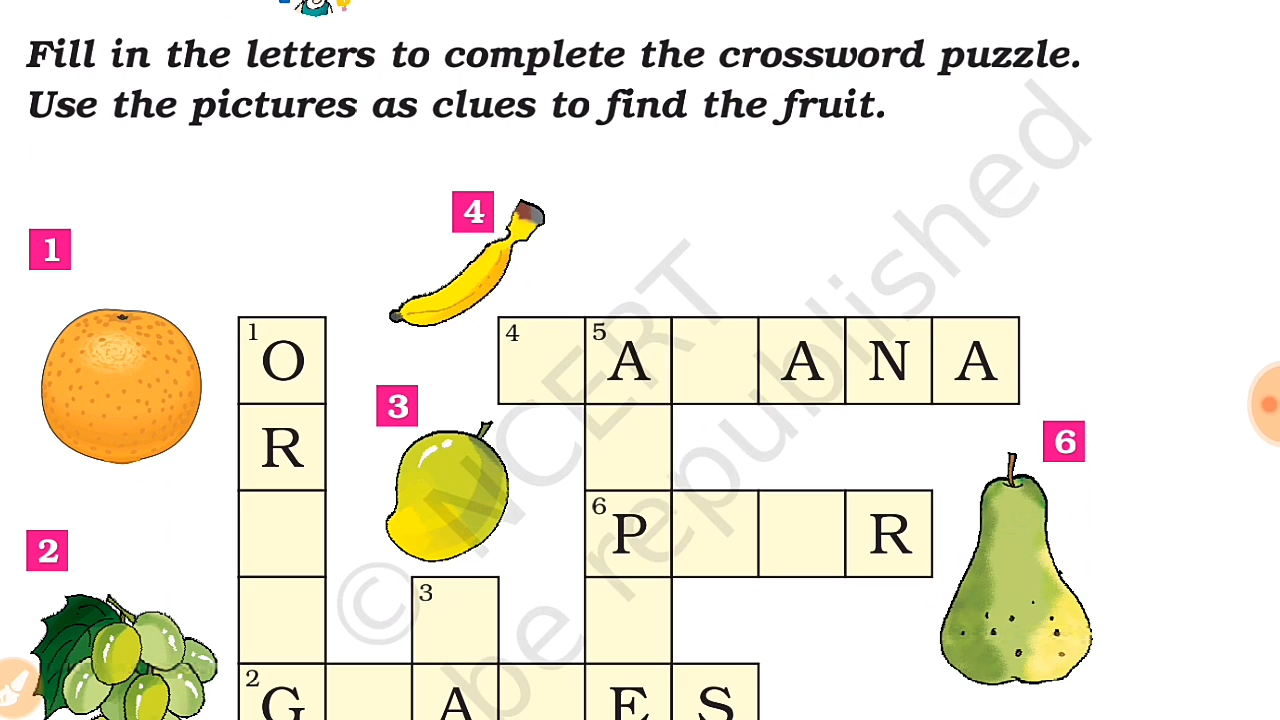 Fill in the letters to complete the crossword puzzle.
Use the pictures as clues to find the fruit.
4
1
1 O
4 5 A A N A
3
R
6
6 P R
2
3
2 G A E S
© NCERT
be republished